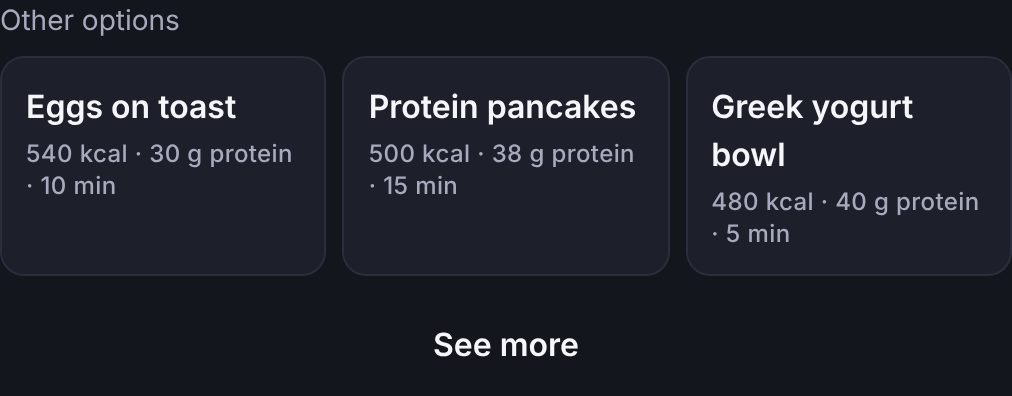 Other options
Eggs on toast
540 kcal · 30 g protein
· 10 min
Protein pancakes
500 kcal · 38 g protein
· 15 min
Greek yogurt
bowl
480 kcal · 40 g protein
· 5 min
See more